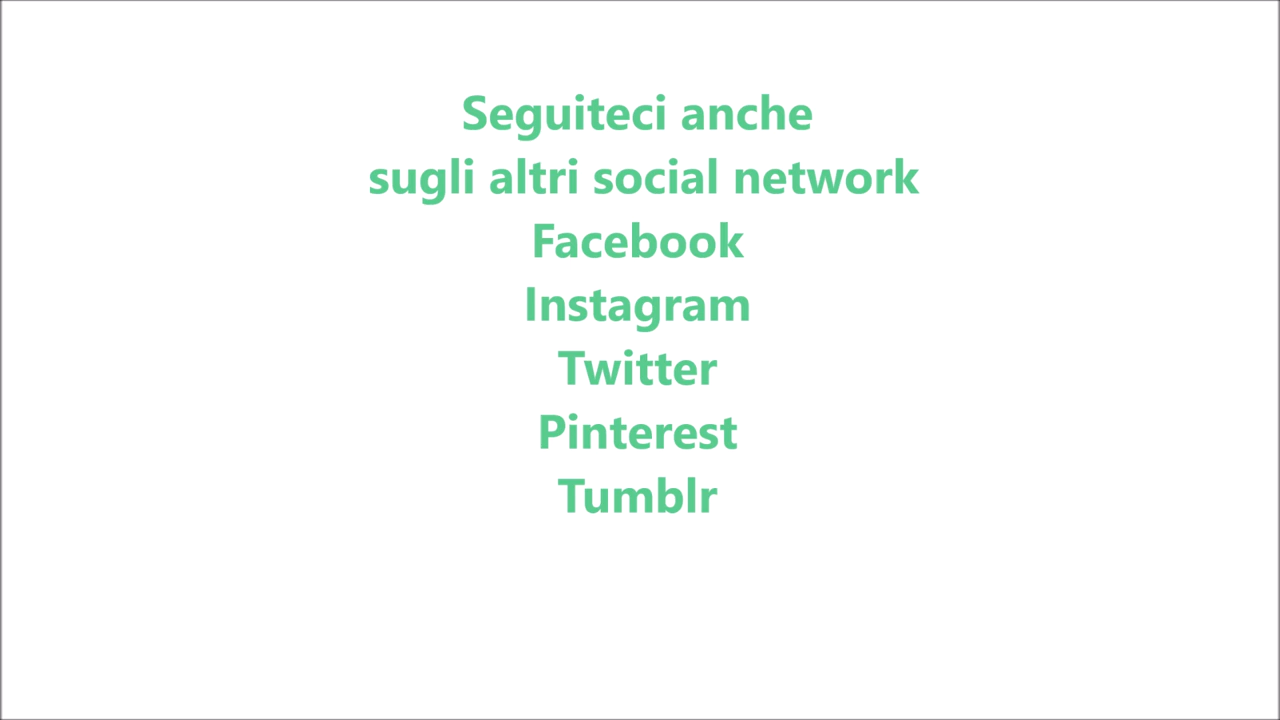 Seguiteci anche
sugli altri social network
Facebook
Instagram
Twitter
Pinterest
Tumblr